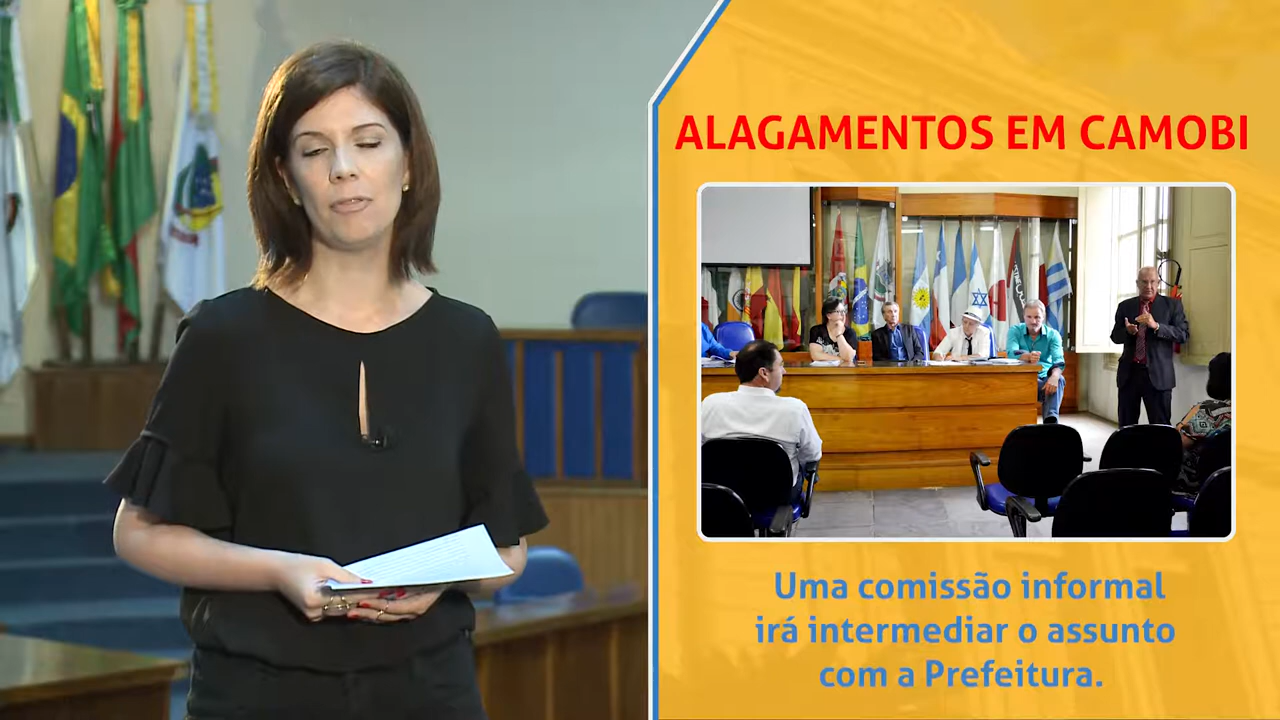 ALAGAMENTOS EM CAMOBI
Uma comissão informal
irá intermediar o assunto
com a Prefeitura.